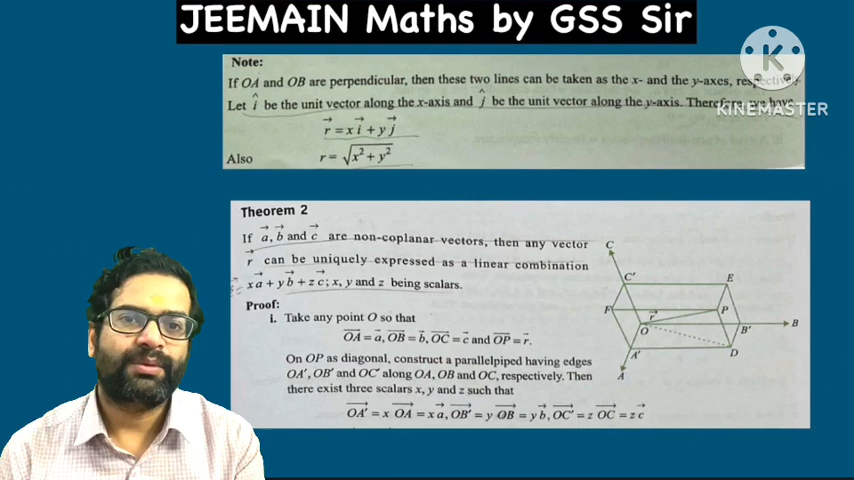 JEEMAIN Maths by GSS Sir
Note:
If OA and OB are perpendicular, then these two lines can be taken as the x- and the y-axes, respectively.
Let î be the unit vector along the x-axis and ĵ be the unit vector along the y-axis. Therefore, we have
r⃗ = x i⃗ + y j⃗
Also r = √(x² + y²)
K
KINEMASTER
Theorem 2
If a⃗, b⃗ and c⃗ are non-coplanar vectors, then any vector
r⃗ can be uniquely expressed as a linear combination
x a⃗ + y b⃗ + z c⃗; x, y and z being scalars.
Proof:
i. Take any point O so that
OA⃗ = a⃗, OB⃗ = b⃗, OC⃗ = c⃗ and OP⃗ = r⃗.
On OP as diagonal, construct a parallelpiped having edges
OA′, OB′ and OC′ along OA, OB and OC, respectively. Then
there exist three scalars x, y and z such that
OA′⃗ = x OA⃗ = x a⃗, OB′⃗ = y OB⃗ = y b⃗, OC′⃗ = z OC⃗ = z c⃗
C
C′
E
F
r⃗
P
O
B′
B
A′
D
A